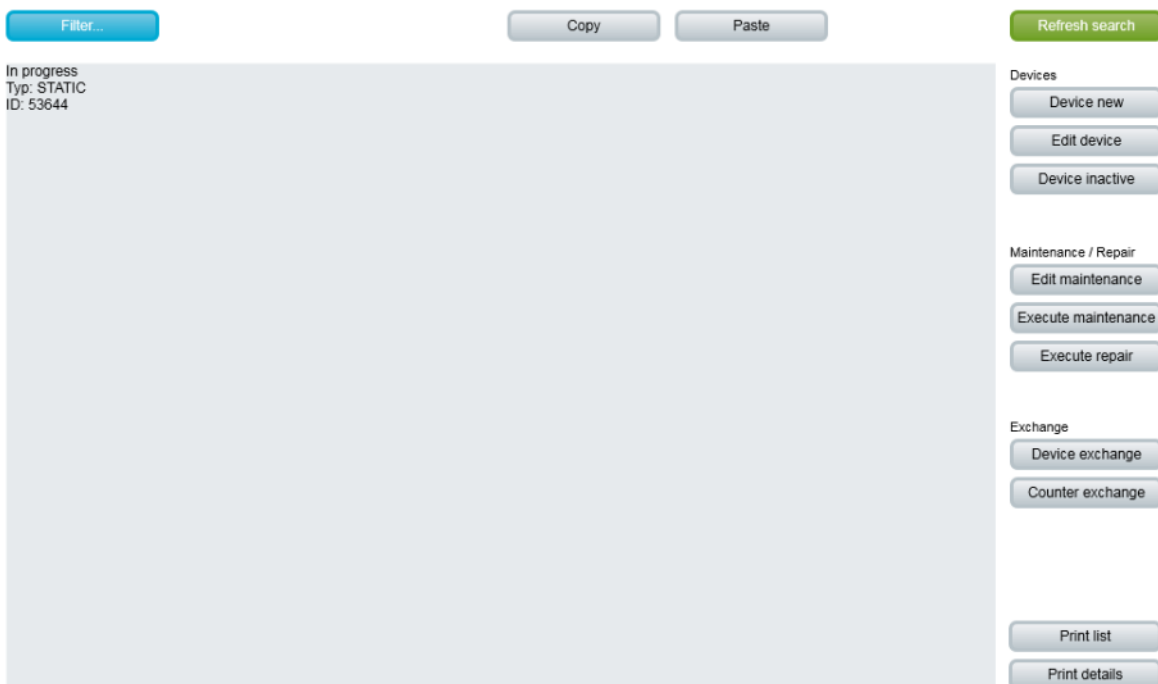 Filter...
Copy
Paste
Refresh search
In progress
Typ: STATIC
ID: 53644
Devices
Device new
Edit device
Device inactive
Maintenance / Repair
Edit maintenance
Execute maintenance
Execute repair
Exchange
Device exchange
Counter exchange
Print list
Print details